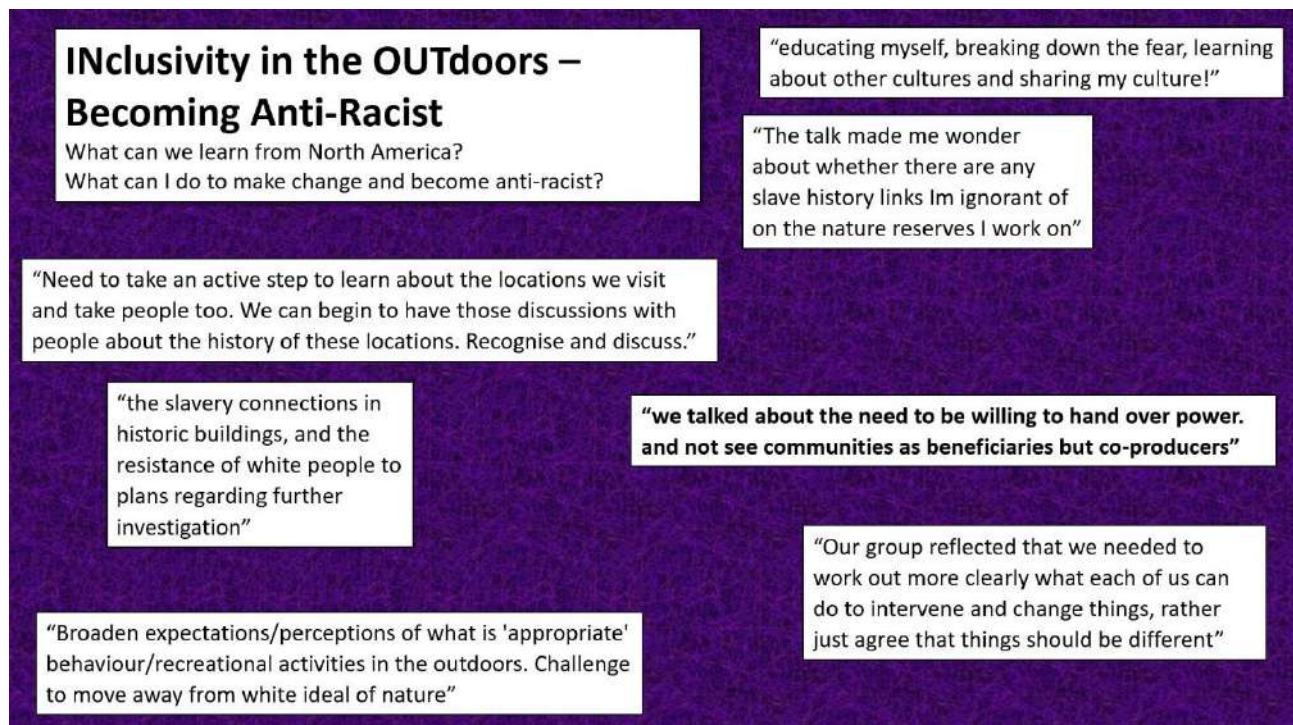 INclusivity in the OUTdoors –
Becoming Anti-Racist
What can we learn from North America?
What can I do to make change and become anti-racist?
“educating myself, breaking down the fear, learning
about other cultures and sharing my culture!”
“The talk made me wonder
about whether there are any
slave history links Im ignorant of
on the nature reserves I work on”
“Need to take an active step to learn about the locations we visit
and take people too. We can begin to have those discussions with
people about the history of these locations. Recognise and discuss.”
“the slavery connections in
historic buildings, and the
resistance of white people to
plans regarding further
investigation”
“we talked about the need to be willing to hand over power.
and not see communities as beneficiaries but co-producers”
“Our group reflected that we needed to
work out more clearly what each of us can
do to intervene and change things, rather
just agree that things should be different”
“Broaden expectations/perceptions of what is 'appropriate'
behaviour/recreational activities in the outdoors. Challenge
to move away from white ideal of nature”